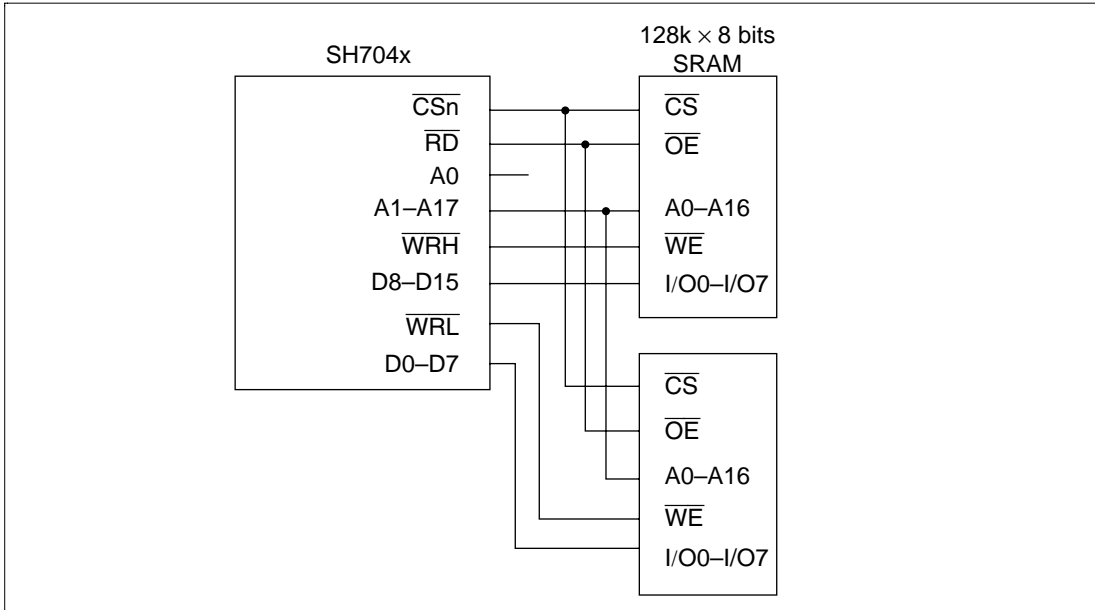 SH704x
CSn
RD
A0
A1–A17
WRH
D8–D15
WRL
D0–D7
128k × 8 bits
SRAM
CS
OE
A0–A16
WE
I/O0–I/O7
CS
OE
A0–A16
WE
I/O0–I/O7